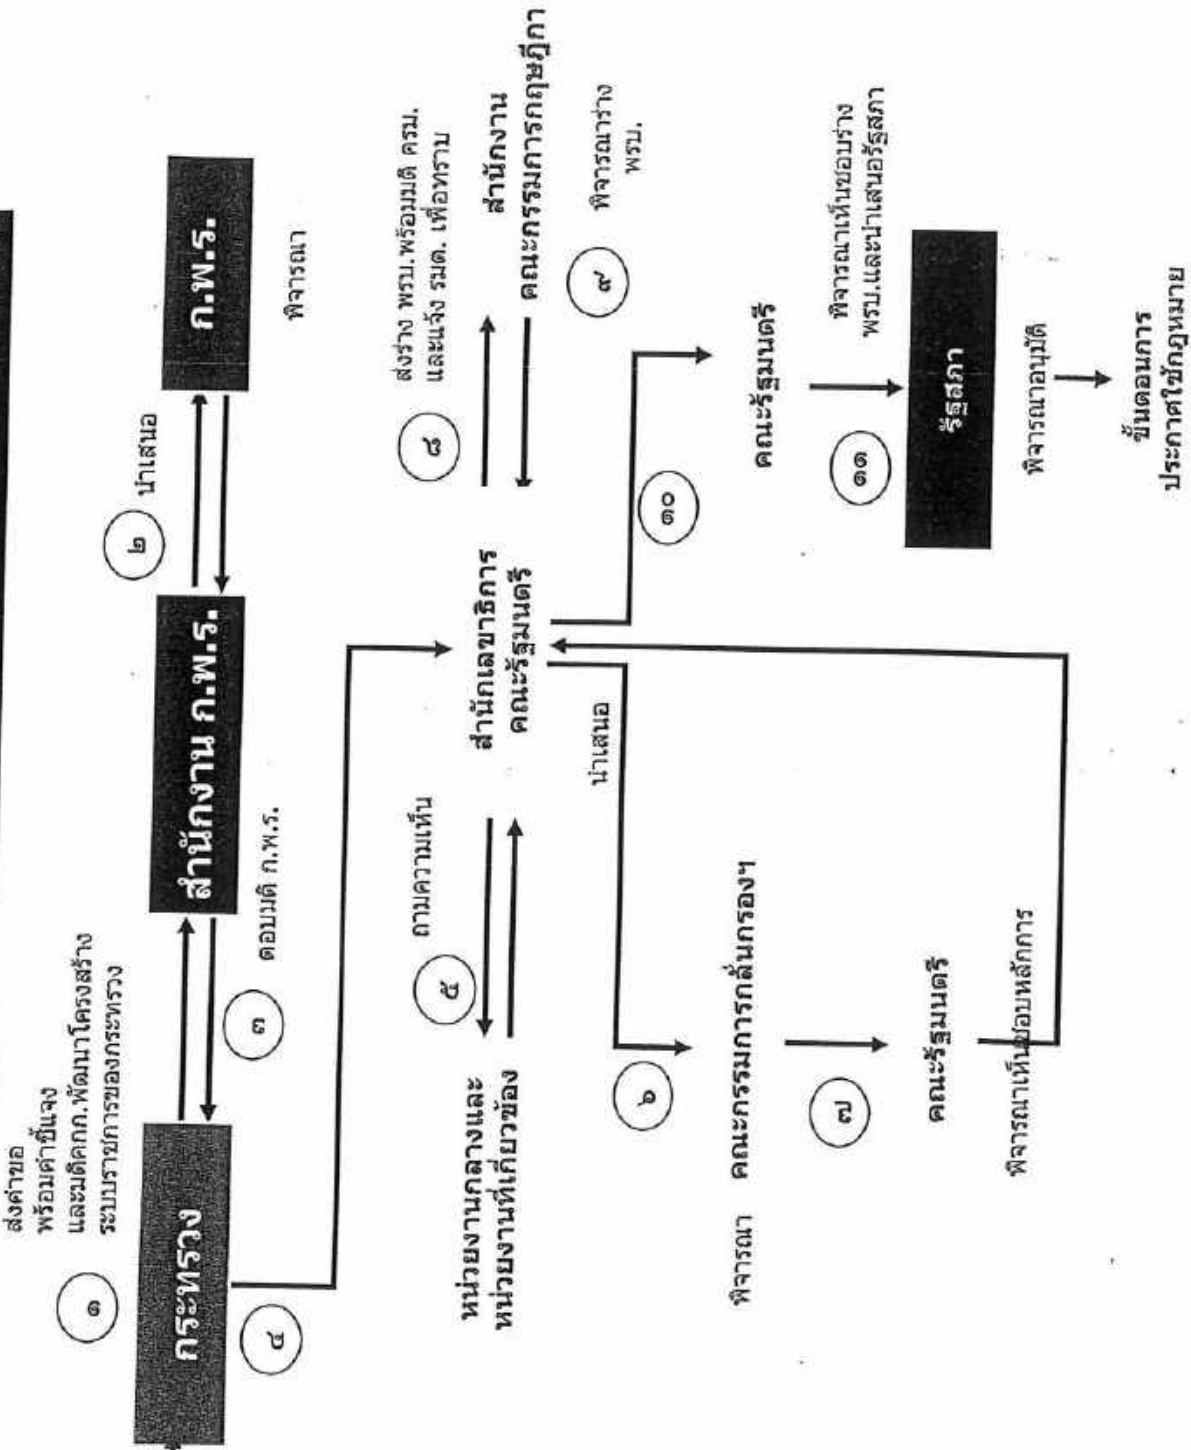 ส่งคำขอ
พร้อมคำชี้แจง
และมติคกก.พัฒนาโครงสร้าง
ระบบราชการของกระทรวง
๑
กระทรวง
๔
๓
ตอบมติ ก.พ.ร.
สำนักงาน ก.พ.ร.
๒
นำเสนอ
ก.พ.ร.
พิจารณา
หน่วยงานกลางและ
หน่วยงานที่เกี่ยวข้อง
๕
ถามความเห็น
สำนักเลขาธิการ
คณะรัฐมนตรี
๘
ส่งร่าง พรบ.พร้อมมติ ครม.
และแจ้ง รมต. เพื่อทราบ
สำนักงาน
คณะกรรมการกฤษฎีกา
๙
พิจารณาร่าง
พรบ.
๖
นำเสนอ
พิจารณา
คณะกรรมการกลั่นกรองฯ
๗
คณะรัฐมนตรี
พิจารณาเห็นชอบหลักการ
๑๐
คณะรัฐมนตรี
๑๑
พิจารณาเห็นชอบร่าง
พรบ.และนำเสนอรัฐสภา
รัฐสภา
พิจารณาอนุมัติ
ขั้นตอนการ
ประกาศใช้กฎหมาย